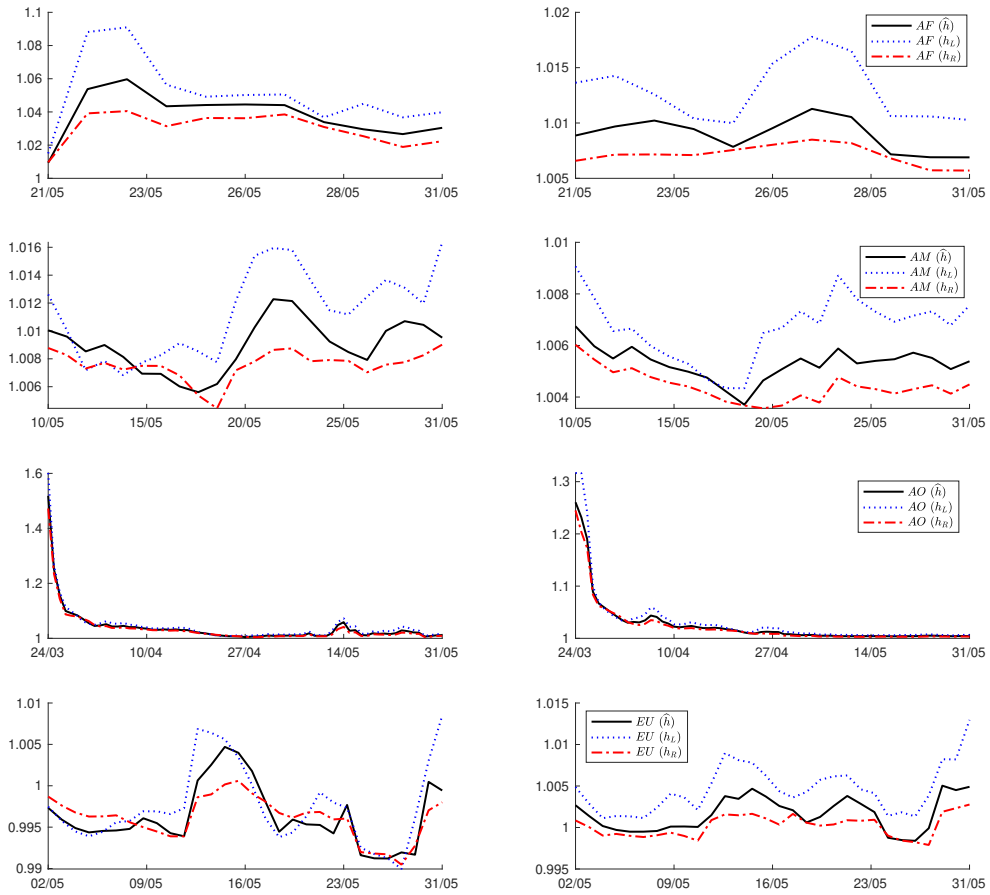 1.1
1.08
1.06
1.04
1.02
1
21/05 23/05 26/05 28/05 31/05
1.02
1.015
1.01
1.005
21/05 23/05 26/05 28/05 31/05
AF (ĥ)
AF (h_L)
AF (h_R)
1.016
1.014
1.012
1.01
1.008
1.006
10/05 15/05 20/05 25/05 31/05
1.01
1.008
1.006
1.004
10/05 15/05 20/05 25/05 31/05
AM (ĥ)
AM (h_L)
AM (h_R)
1.6
1.4
1.2
1
24/03 10/04 27/04 14/05 31/05
1.3
1.2
1.1
1
24/03 10/04 27/04 14/05 31/05
AO (ĥ)
AO (h_L)
AO (h_R)
1.01
1.005
1
0.995
0.99
02/05 09/05 16/05 23/05 31/05
1.015
1.01
1.005
1
0.995
02/05 09/05 16/05 23/05 31/05
EU (ĥ)
EU (h_L)
EU (h_R)